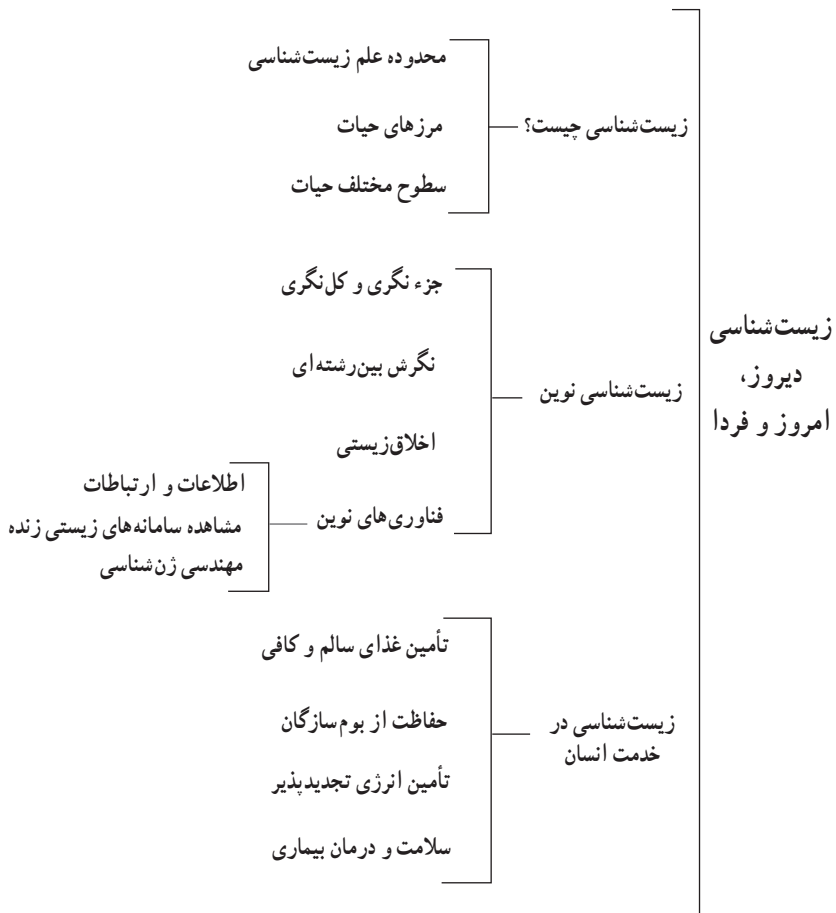 زیست‌شناسی
دیروز،
امروز و فردا
زیست‌شناسی چیست؟
محدوده علم زیست‌شناسی
مرزهای حیات
سطوح مختلف حیات
زیست‌شناسی نوین
جزء نگری و کل‌نگری
نگرش بین‌رشته‌ای
اخلاق‌زیستی
فناوری‌های نوین
اطلاعات و ارتباطات
مشاهده سامانه‌های زیستی زنده
مهندسی ژن‌شناسی
زیست‌شناسی در
خدمت انسان
تأمین غذای سالم و کافی
حفاظت از بوم‌سازگان
تأمین انرژی تجدیدپذیر
سلامت و درمان بیماری